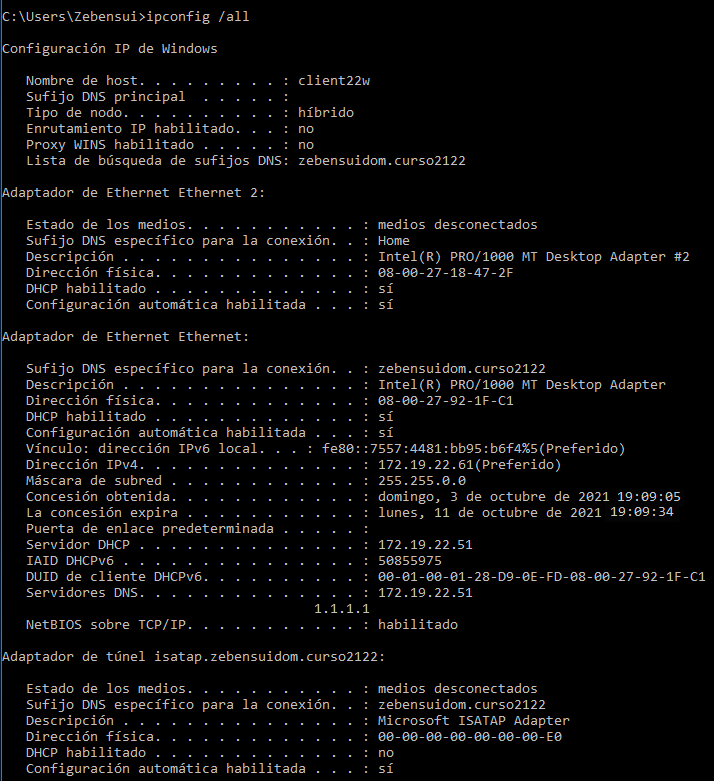 C:\Users\Zebensui>ipconfig /all
Configuración IP de Windows
Nombre de host. . . . . . . . . : client22w
Sufijo DNS principal . . . . . :
Tipo de nodo. . . . . . . . . . : híbrido
Enrutamiento IP habilitado. . . : no
Proxy WINS habilitado . . . . . : no
Lista de búsqueda de sufijos DNS: zebensuidom.curso2122
Adaptador de Ethernet Ethernet 2:
Estado de los medios. . . . . . . . . . . : medios desconectados
Sufijo DNS específico para la conexión. . : Home
Descripción . . . . . . . . . . . . . . . : Intel(R) PRO/1000 MT Desktop Adapter #2
Dirección física. . . . . . . . . . . . . : 08-00-27-18-47-2F
DHCP habilitado . . . . . . . . . . . . . : sí
Configuración automática habilitada . . . : sí
Adaptador de Ethernet Ethernet:
Sufijo DNS específico para la conexión. . : zebensuidom.curso2122
Descripción . . . . . . . . . . . . . . . : Intel(R) PRO/1000 MT Desktop Adapter
Dirección física. . . . . . . . . . . . . : 08-00-27-92-1F-C1
DHCP habilitado . . . . . . . . . . . . . : sí
Configuración automática habilitada . . . : sí
Vínculo: dirección IPv6 local. . . : fe80::7557:4481:bb95:b6f4%5(Preferido)
Dirección IPv4. . . . . . . . . . . . . . : 172.19.22.61(Preferido)
Máscara de subred . . . . . . . . . . . . : 255.255.0.0
Concesión obtenida. . . . . . . . . . . . : domingo, 3 de octubre de 2021 19:09:05
La concesión expira . . . . . . . . . . . : lunes, 11 de octubre de 2021 19:09:34
Puerta de enlace predeterminada . . . . . :
Servidor DHCP . . . . . . . . . . . . . . : 172.19.22.51
IAID DHCPv6 . . . . . . . . . . . . . . . : 50855975
DUID de cliente DHCPv6. . . . . . . . . . : 00-01-00-01-28-D9-0E-FD-08-00-27-92-1F-C1
Servidores DNS. . . . . . . . . . . . . . : 172.19.22.51
1.1.1.1
NetBIOS sobre TCP/IP. . . . . . . . . . . : habilitado
Adaptador de túnel isatap.zebensuidom.curso2122:
Estado de los medios. . . . . . . . . . . : medios desconectados
Sufijo DNS específico para la conexión. . : zebensuidom.curso2122
Descripción . . . . . . . . . . . . . . . : Microsoft ISATAP Adapter
Dirección física. . . . . . . . . . . . . : 00-00-00-00-00-00-00-E0
DHCP habilitado . . . . . . . . . . . . . : no
Configuración automática habilitada . . . : sí